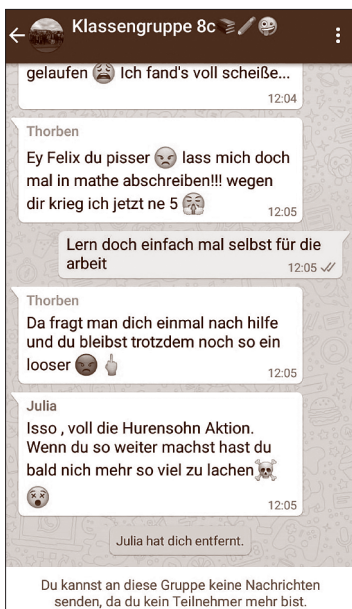 Klassengruppe 8c
gelaufen 😩 Ich fand's voll scheiße...
12:04
Thorben
Ey Felix du pisser 😠 lass mich doch
mal in mathe abschreiben!!! wegen
dir krieg ich jetzt ne 5 😤
12:05
Lern doch einfach mal selbst für die
arbeit
12:05
Thorben
Da fragt man dich einmal nach hilfe
und du bleibst trotzdem noch so ein
looser 😡 🖕
12:05
Julia
Isso , voll die Hurensohn Aktion.
Wenn du so weiter machst hast du
bald nich mehr so viel zu lachen ☠️
😵
12:05
Julia hat dich entfernt.
Du kannst an diese Gruppe keine Nachrichten
senden, da du kein Teilnehmer mehr bist.